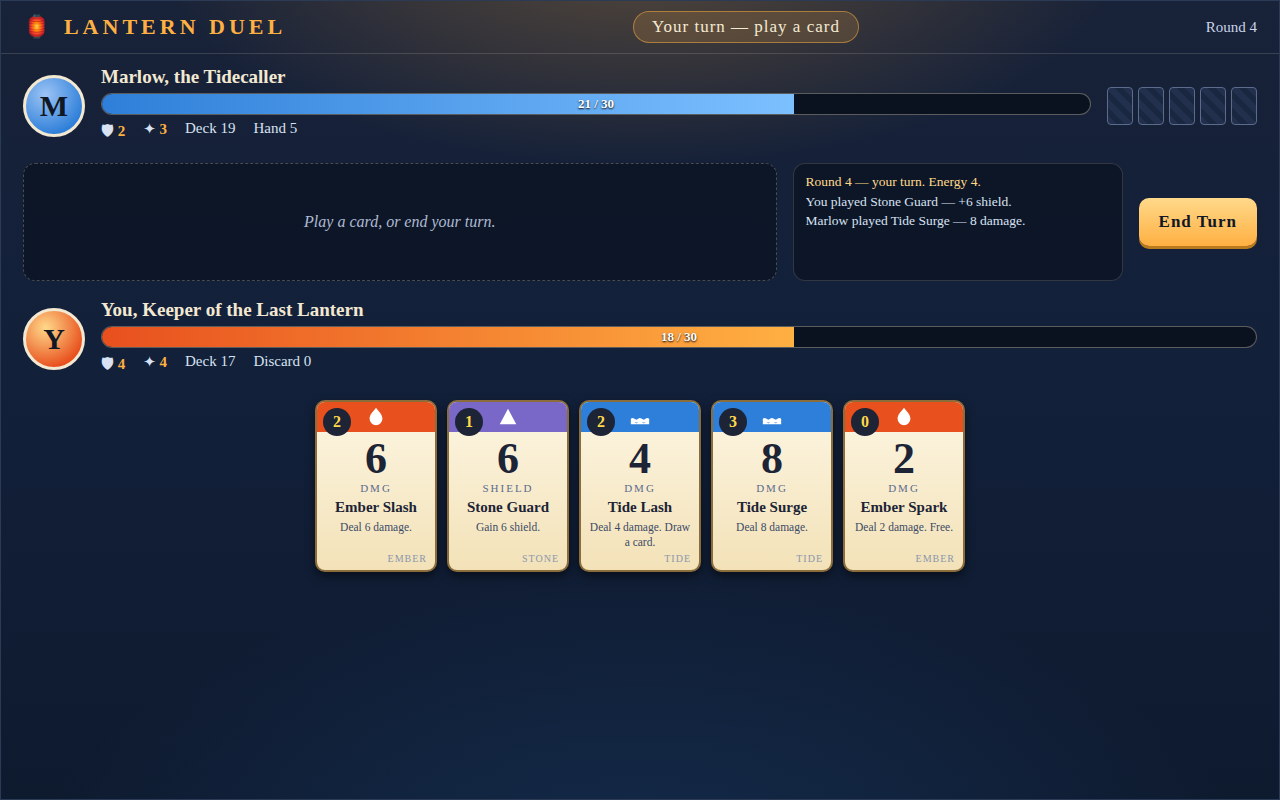 LANTERN DUEL
Your turn — play a card
Round 4
M
Marlow, the Tidecaller
21 / 30
2 ✦ 3 Deck 19 Hand 5
Play a card, or end your turn.
Round 4 — your turn. Energy 4.
You played Stone Guard — +6 shield.
Marlow played Tide Surge — 8 damage.
End Turn
Y
You, Keeper of the Last Lantern
18 / 30
4 ✦ 4 Deck 17 Discard 0
2
6
DMG
Ember Slash
Deal 6 damage.
EMBER
1
6
SHIELD
Stone Guard
Gain 6 shield.
STONE
2
4
DMG
Tide Lash
Deal 4 damage. Draw
a card.
TIDE
3
8
DMG
Tide Surge
Deal 8 damage.
TIDE
0
2
DMG
Ember Spark
Deal 2 damage. Free.
EMBER